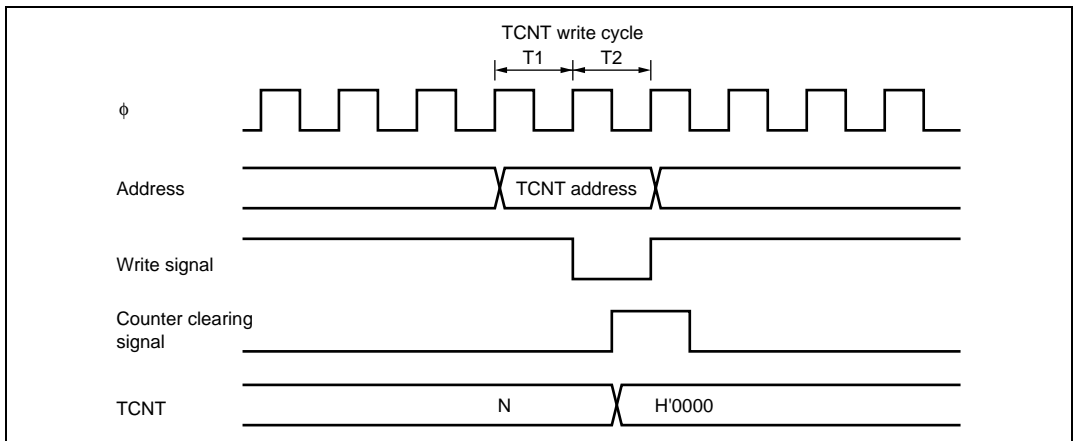 TCNT write cycle
T1 T2
φ
Address
TCNT address
Write signal
Counter clearing
signal
TCNT
N
H'0000